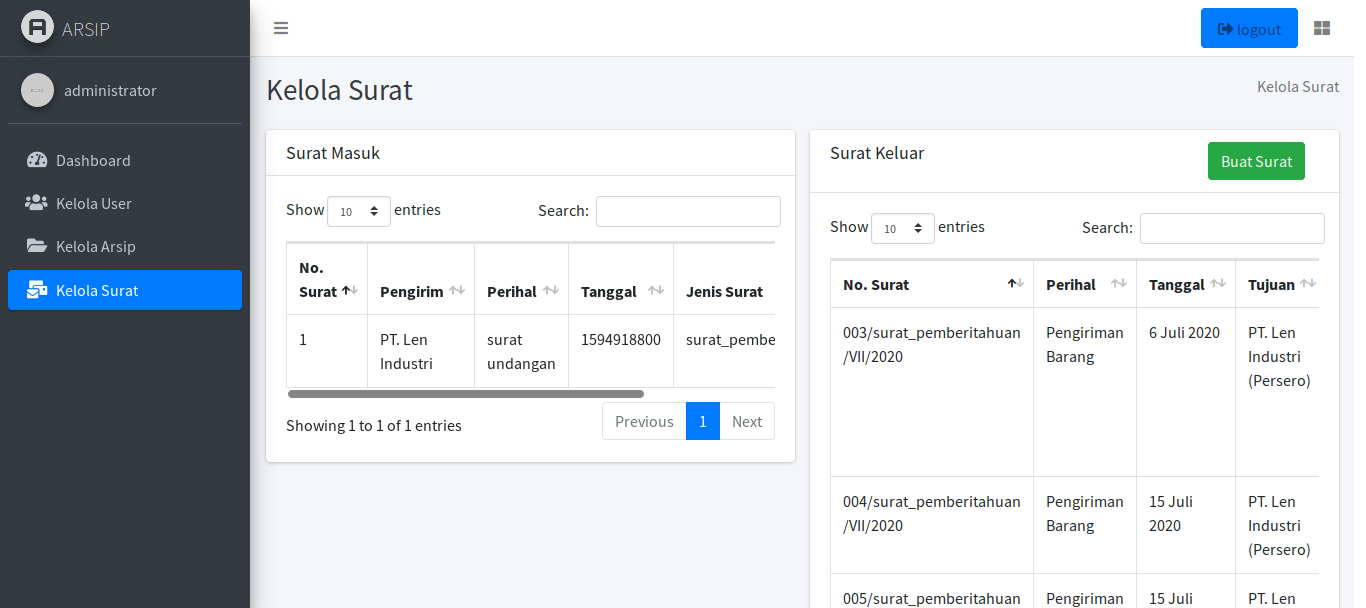 ARSIP
administrator
Dashboard
Kelola User
Kelola Arsip
Kelola Surat
logout
Kelola Surat
Kelola Surat
Surat Masuk
Show 10 entries
Search:
No.
Surat Pengirim Perihal Tanggal Jenis Surat
1 PT. Len surat 1594918800 surat_pembe
Industri undangan
Showing 1 to 1 of 1 entries
Previous 1 Next
Surat Keluar
Buat Surat
Show 10 entries
Search:
No. Surat Perihal Tanggal Tujuan
003/surat_pemberitahuan Pengiriman 6 Juli 2020 PT. Len
/VII/2020 Barang Industri
(Persero)
004/surat_pemberitahuan Pengiriman 15 Juli PT. Len
/VII/2020 Barang 2020 Industri
(Persero)
005/surat_pemberitahuan Pengiriman 15 Juli PT. Len